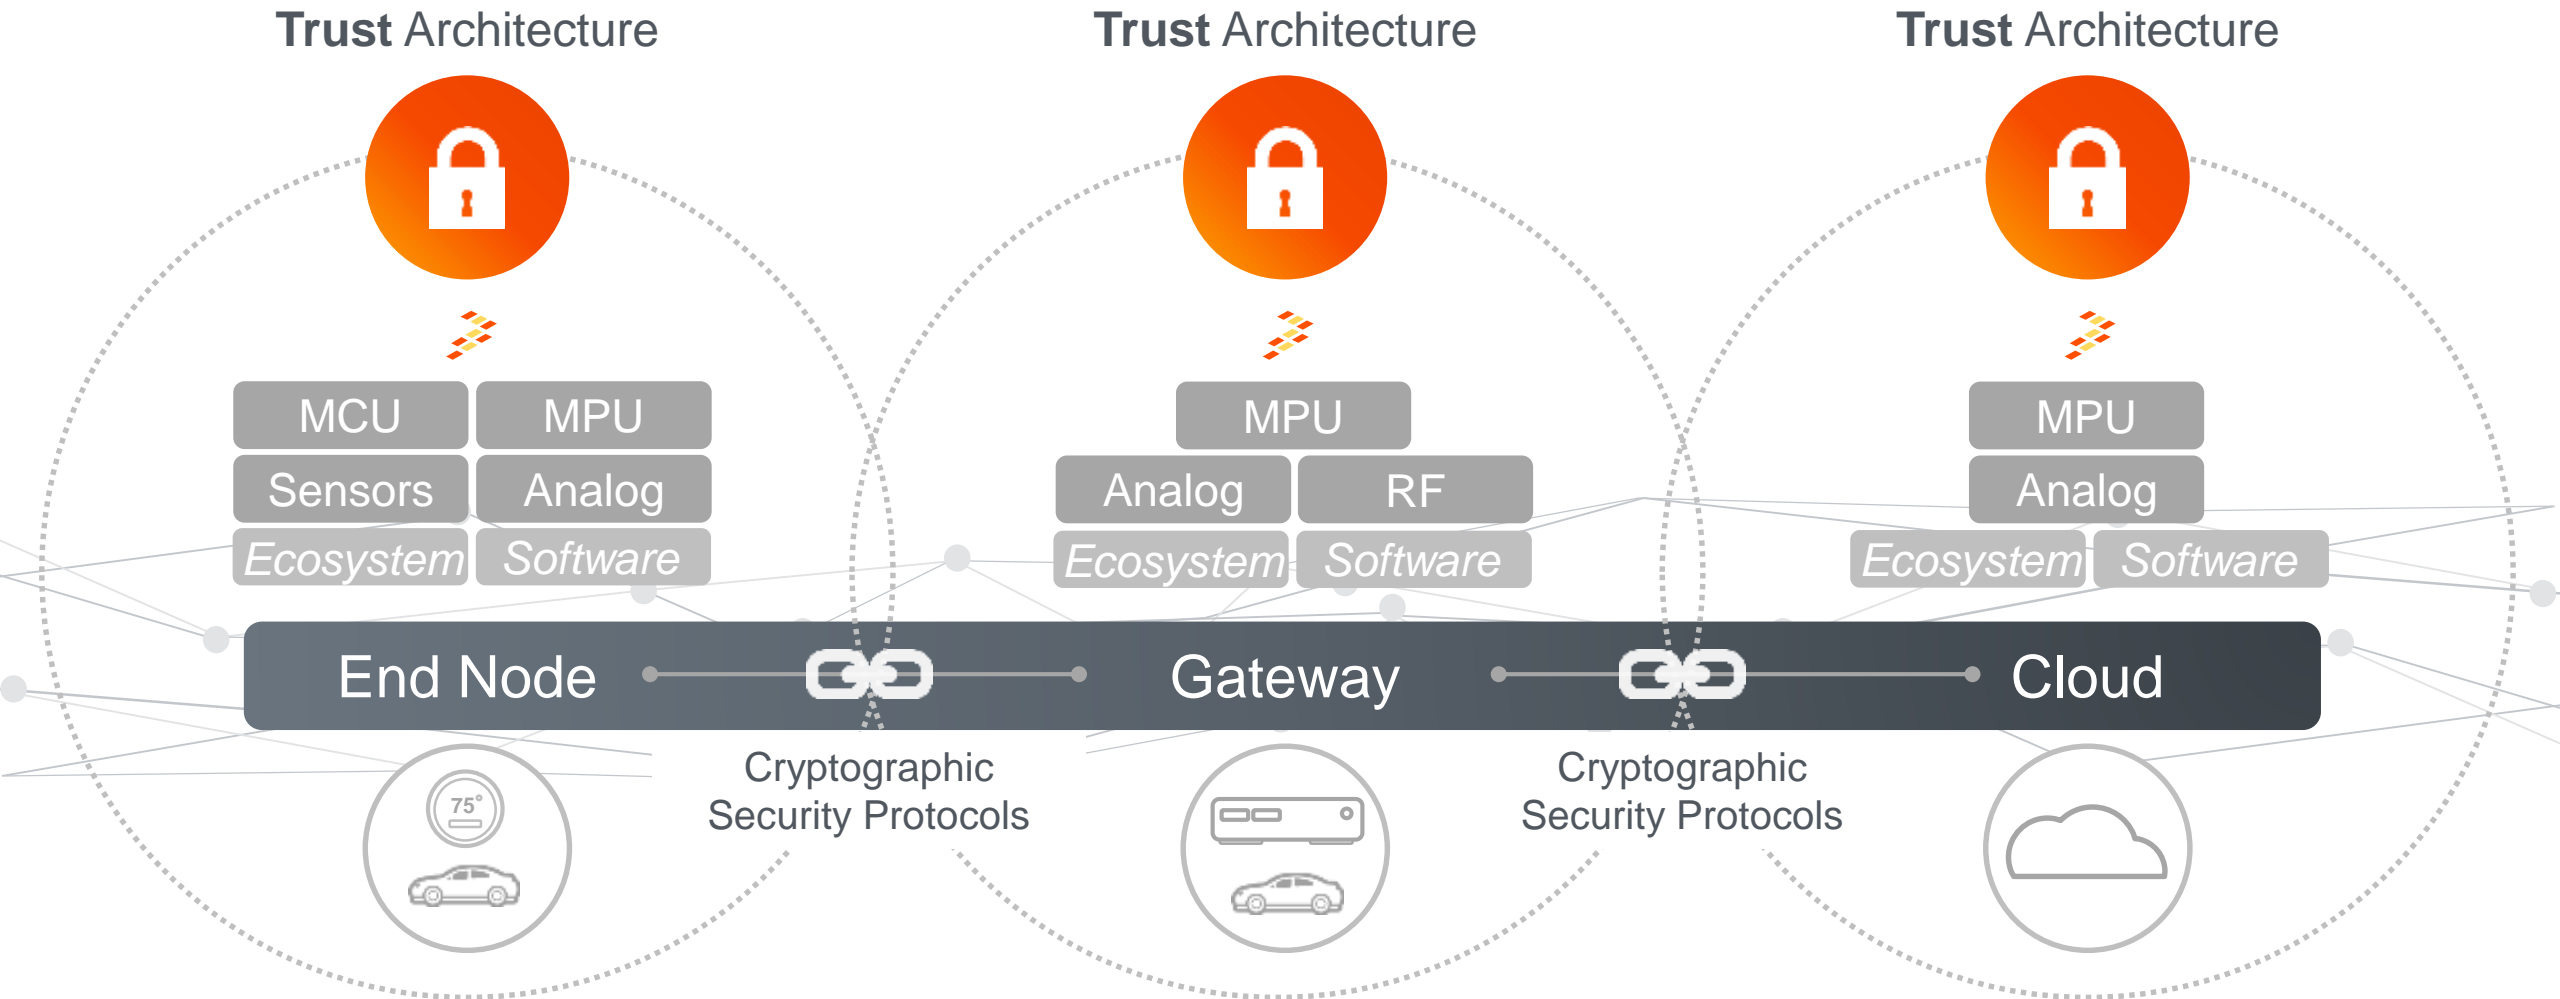 Trust Architecture
Trust Architecture
Trust Architecture
MCU
MPU
Sensors
Analog
Ecosystem
Software
MPU
Analog
RF
Ecosystem
Software
MPU
Analog
Ecosystem
Software
End Node
Gateway
Cloud
75°
Cryptographic
Security Protocols
Cryptographic
Security Protocols